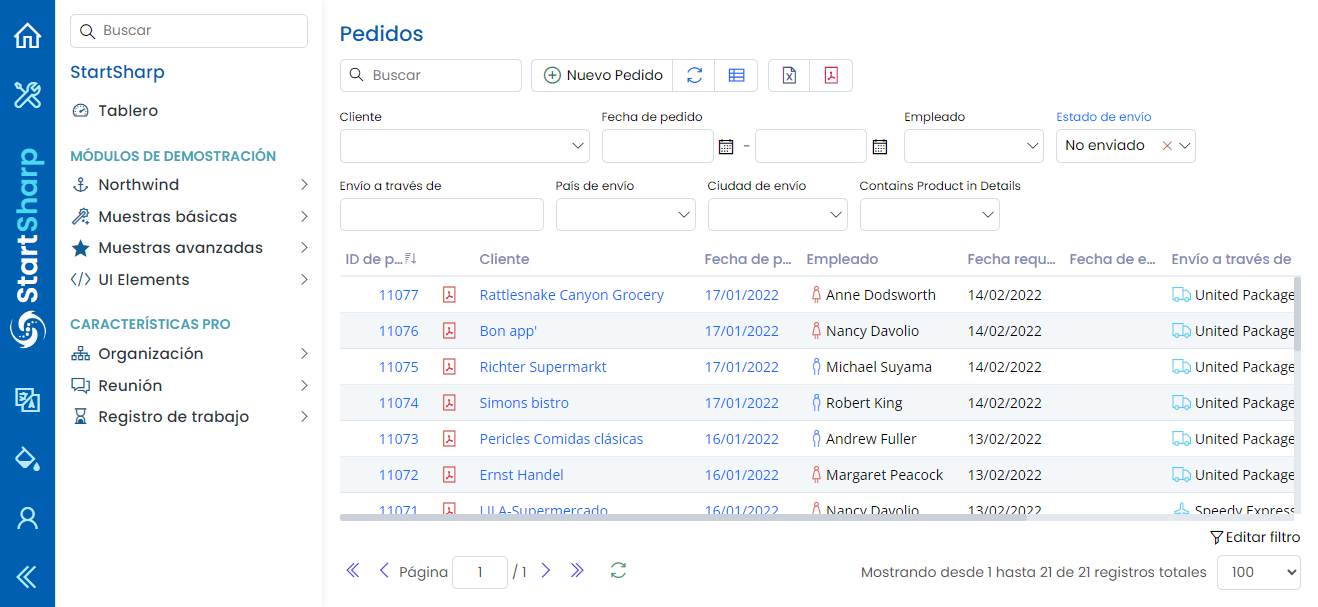 StartSharp
Buscar
StartSharp
Tablero
MÓDULOS DE DEMOSTRACIÓN
Northwind
Muestras básicas
Muestras avanzadas
UI Elements
CARACTERÍSTICAS PRO
Organización
Reunión
Registro de trabajo
Pedidos
Buscar Nuevo Pedido
Cliente Fecha de pedido Empleado Estado de envío
- No enviado
Envío a través de País de envío Ciudad de envío Contains Product in Details
ID de p... Cliente Fecha de p... Empleado Fecha requ... Fecha de e... Envío a través de
11077 Rattlesnake Canyon Grocery 17/01/2022 Anne Dodsworth 14/02/2022 United Package
11076 Bon app' 17/01/2022 Nancy Davolio 14/02/2022 United Package
11075 Richter Supermarkt 17/01/2022 Michael Suyama 14/02/2022 United Package
11074 Simons bistro 17/01/2022 Robert King 14/02/2022 United Package
11073 Pericles Comidas clásicas 16/01/2022 Andrew Fuller 13/02/2022 United Package
11072 Ernst Handel 16/01/2022 Margaret Peacock 13/02/2022 United Package
11071 LILA-Supermercado 16/01/2022 Nancy Davolio 13/02/2022 Speedy Express
Editar filtro
Página 1 / 1 Mostrando desde 1 hasta 21 de 21 registros totales 100